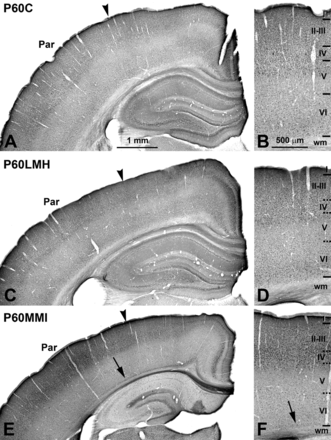 P60C
Par
A
1 mm
II-III
IV
V
VI
wm
B
500 µm
P60LMH
Par
C
I
II-III
IV
V
VI
wm
D
P60MMI
Par
E
I
II-III
IV
V
VI
wm
F